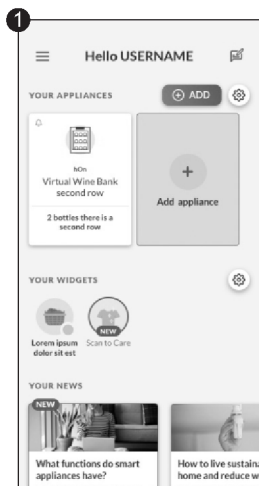 1
Hello USERNAME
YOUR APPLIANCES
ADD
hOn
Virtual Wine Bank
second row
2 bottles there is a
second row
Add appliance
YOUR WIDGETS
NEW
Lorem ipsum
dolor sit est
Scan to Care
YOUR NEWS
NEW
What functions do smart
appliances have?
How to live sustaina
home and reduce w